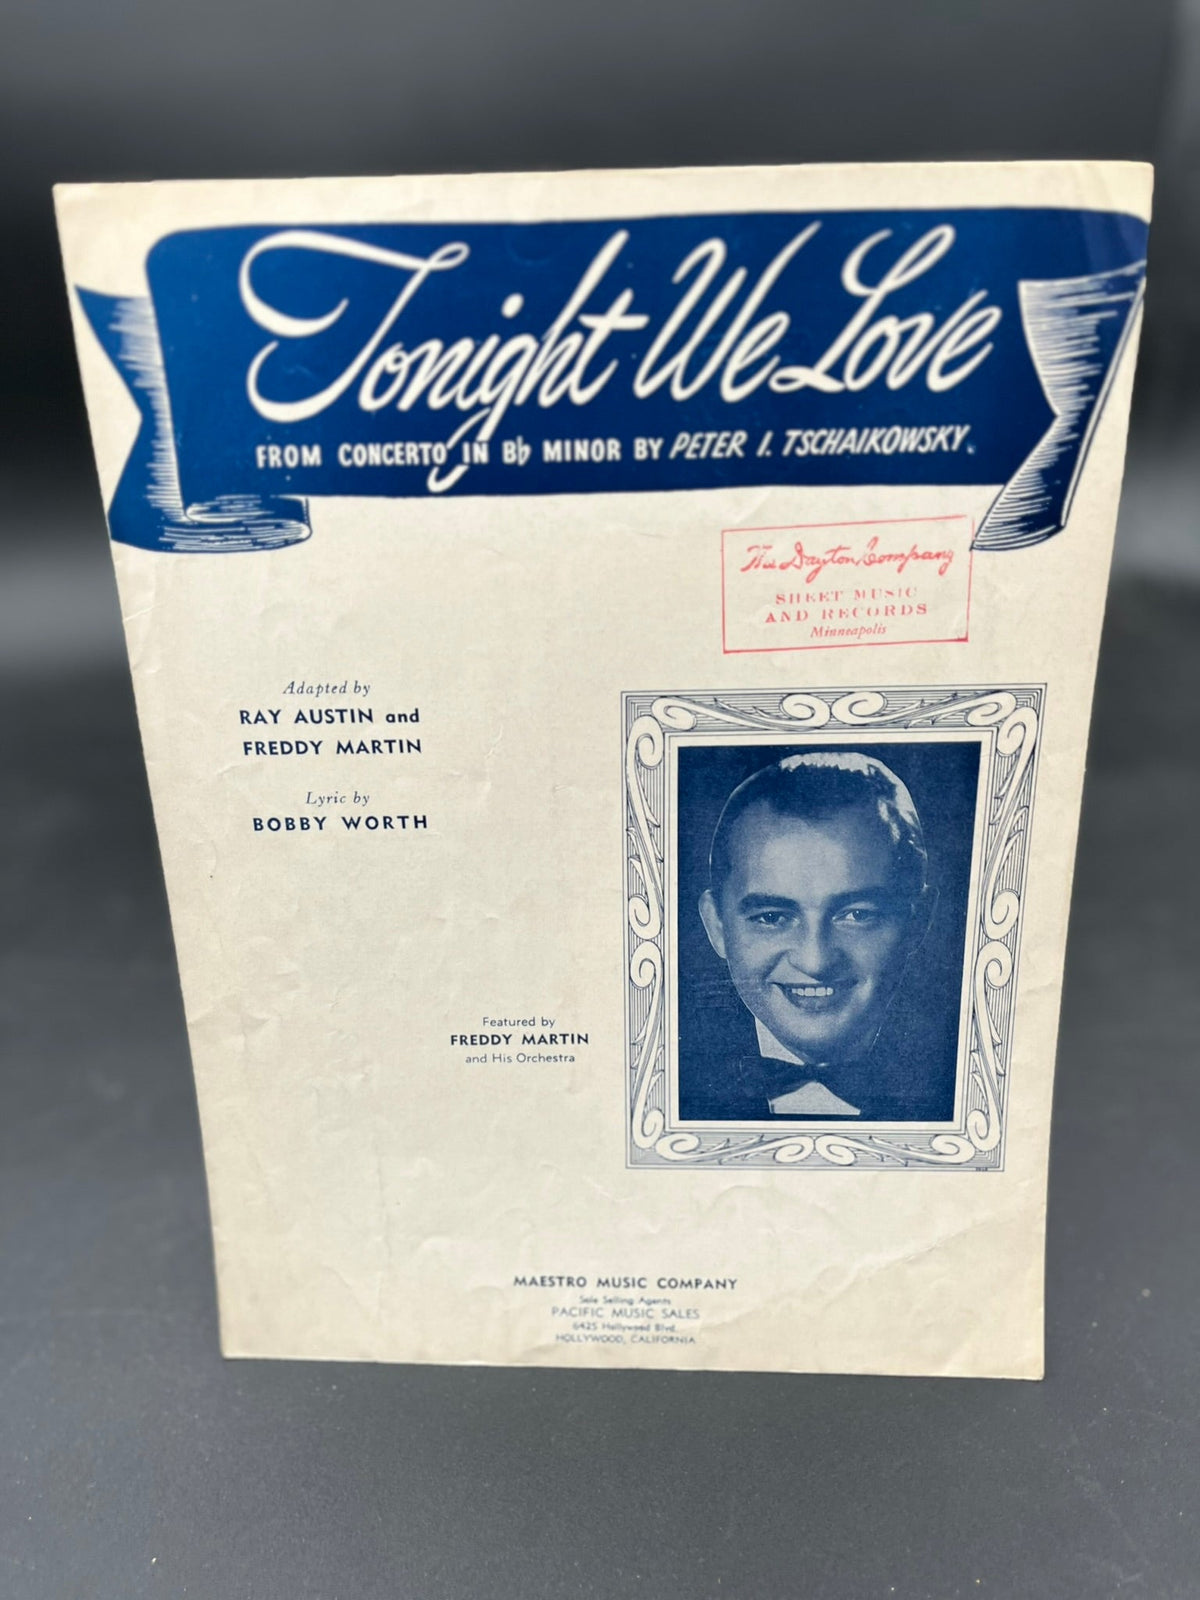 Tonight We Love
FROM CONCERTO IN B♭ MINOR BY PETER I. TSCHAIKOWSKY.
The Dayton Company
SHEET MUSIC
AND RECORDS
Minneapolis
Adapted by
RAY AUSTIN and
FREDDY MARTIN
Lyric by
BOBBY WORTH
Featured by
FREDDY MARTIN
and His Orchestra
MAESTRO MUSIC COMPANY
Sole Selling Agents
PACIFIC MUSIC SALES
6425 Hollywood Blvd.
HOLLYWOOD, CALIFORNIA